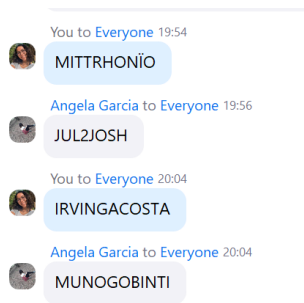 You to Everyone 19:54
MITTRHONÏO
Angela Garcia to Everyone 19:56
JUL2JOSH
You to Everyone 20:04
IRVINGACOSTA
Angela Garcia to Everyone 20:04
MUNOGOBINTI